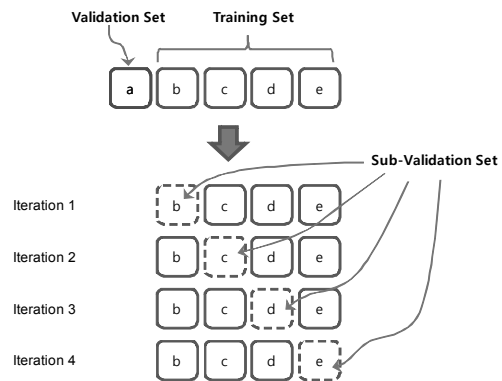 Validation Set Training Set
a b c d e
Sub-Validation Set
Iteration 1 b c d e
Iteration 2 b c d e
Iteration 3 b c d e
Iteration 4 b c d e